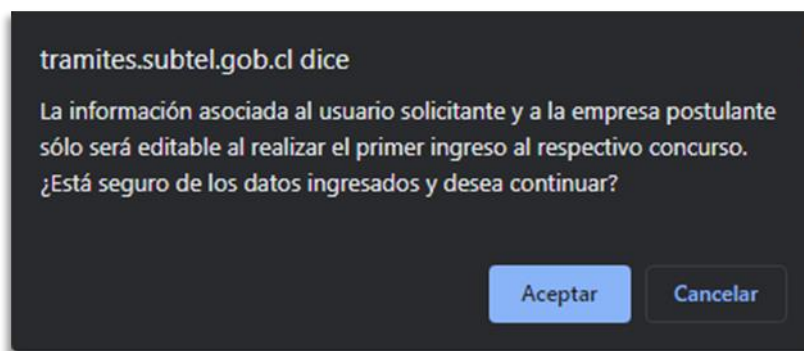 tramites.subtel.gob.cl dice
La información asociada al usuario solicitante y a la empresa postulante
sólo será editable al realizar el primer ingreso al respectivo concurso.
¿Está seguro de los datos ingresados y desea continuar?
Aceptar
Cancelar